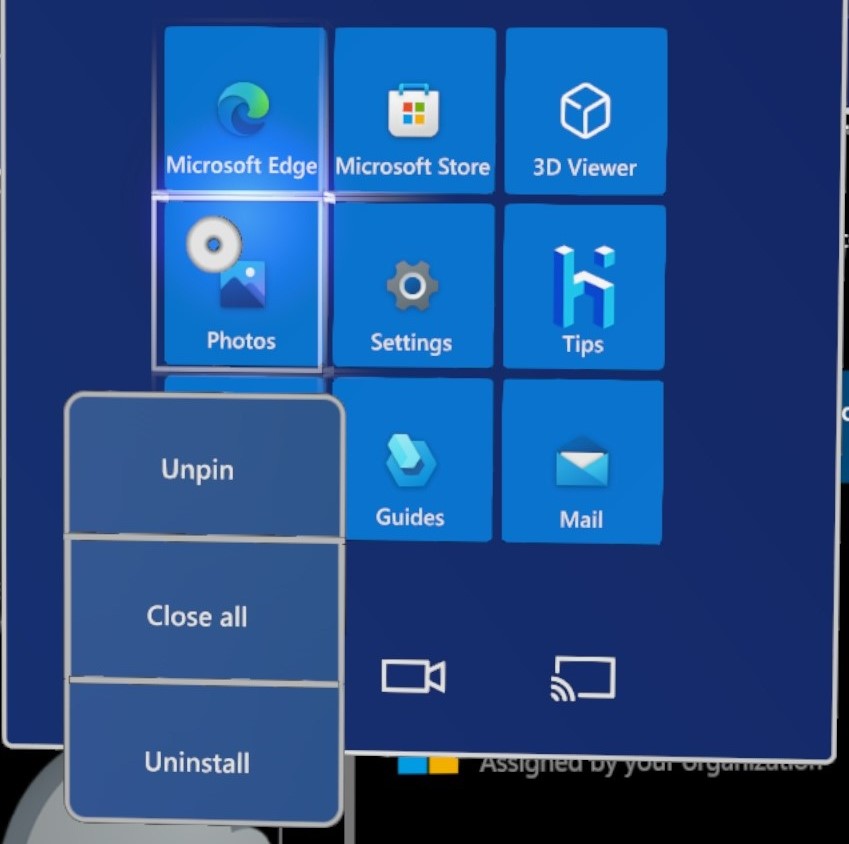 Microsoft Edge
Microsoft Store
3D Viewer
Photos
Settings
Tips
Unpin
Guides
Mail
Close all
Uninstall
Assigned by your organization